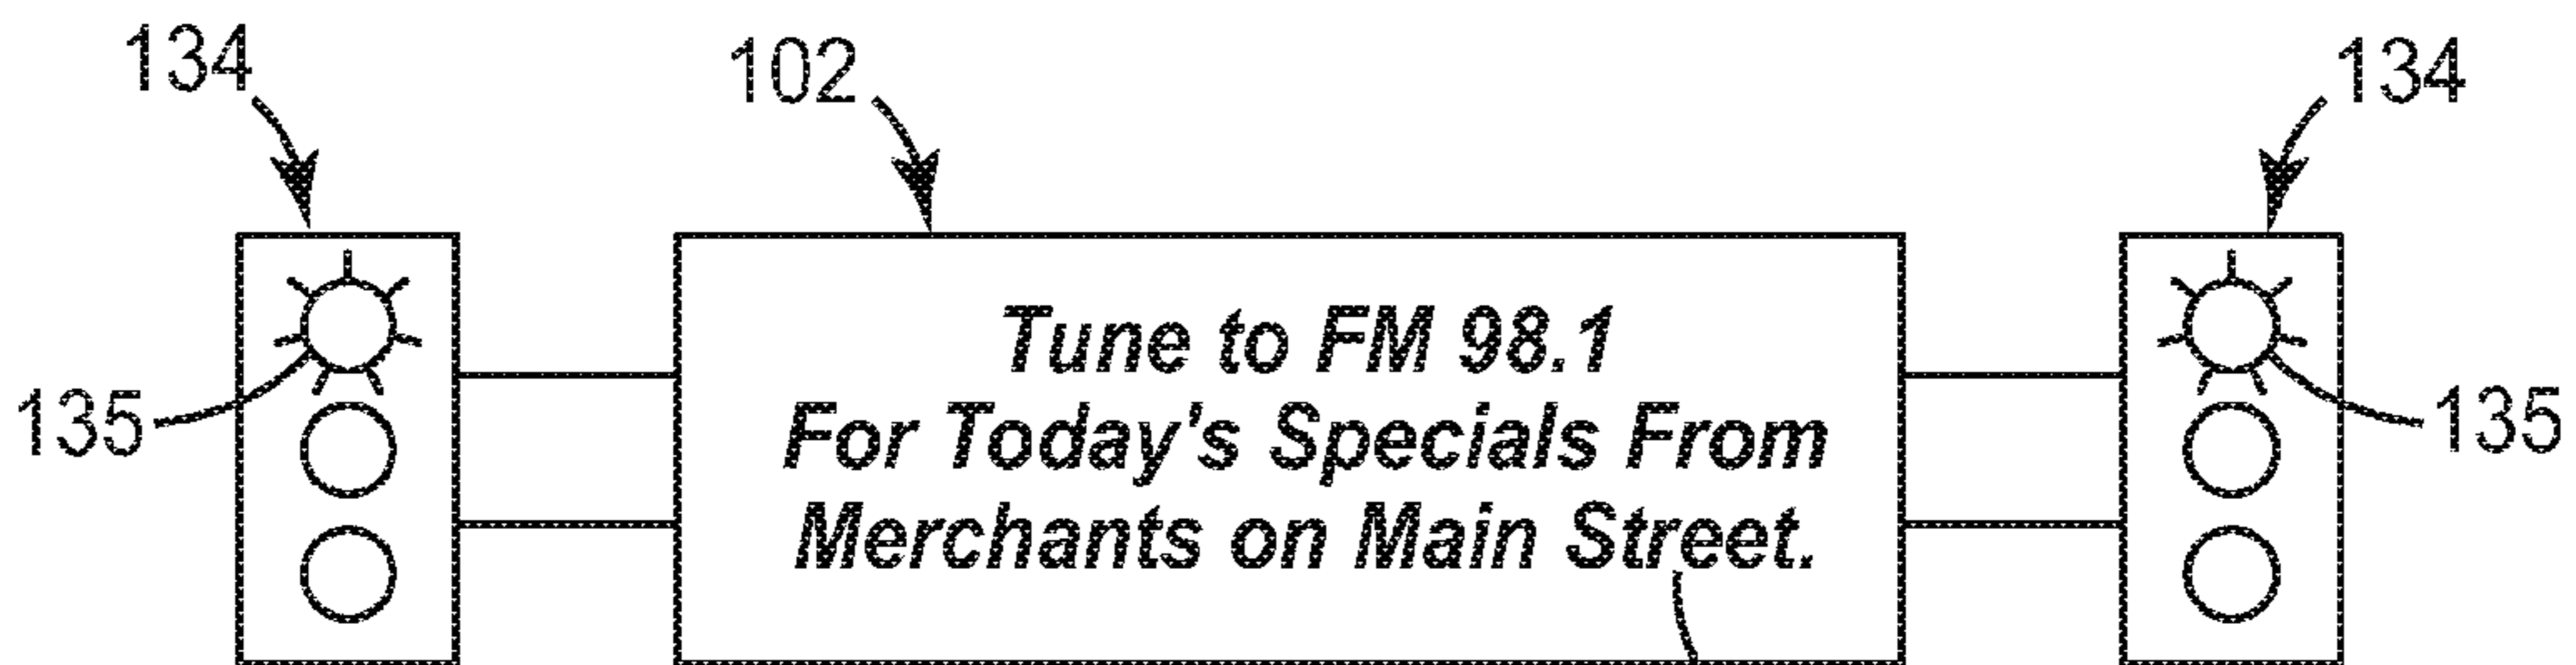 134 102 134
135 135
Tune to FM 98.1
For Today's Specials From
Merchants on Main Street.